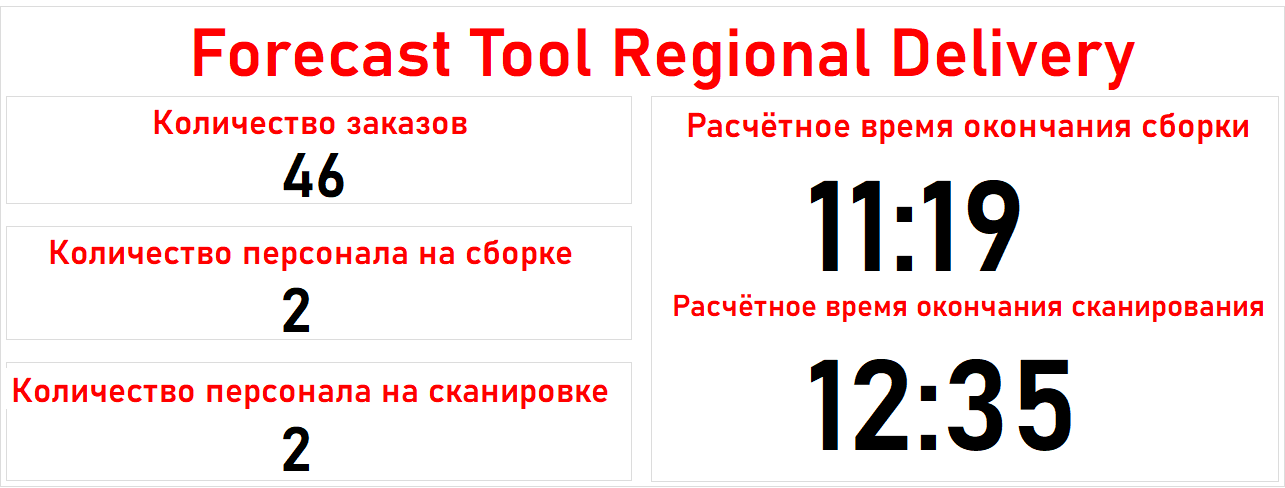 Forecast Tool Regional Delivery
Количество заказов
46
Количество персонала на сборке
2
Количество персонала на сканировке
2
Расчётное время окончания сборки
11:19
Расчётное время окончания сканирования
12:35